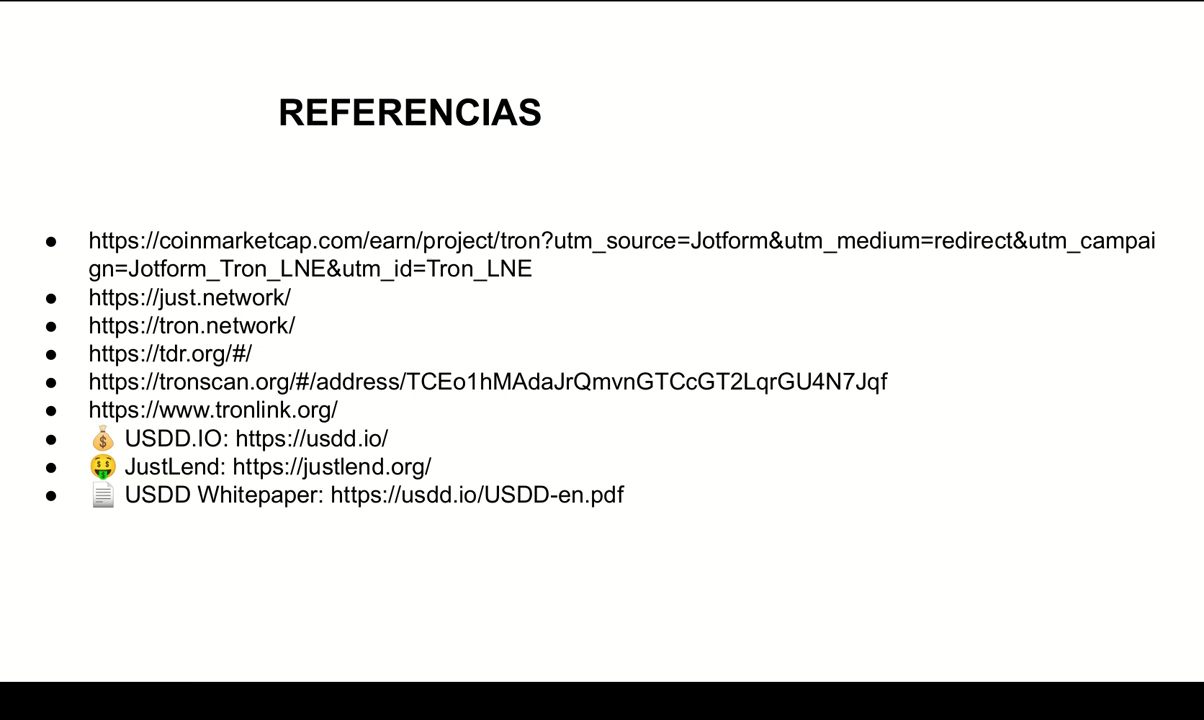 REFERENCIAS
● https://coinmarketcap.com/earn/project/tron?utm_source=Jotform&utm_medium=redirect&utm_campai
gn=Jotform_Tron_LNE&utm_id=Tron_LNE
● https://just.network/
● https://tron.network/
● https://tdr.org/#/
● https://tronscan.org/#/address/TCEo1hMAdaJrQmvnGTCcGT2LqrGU4N7Jqf
● https://www.tronlink.org/
● 💰 USDD.IO: https://usdd.io/
● 🤑 JustLend: https://justlend.org/
● 📄 USDD Whitepaper: https://usdd.io/USDD-en.pdf